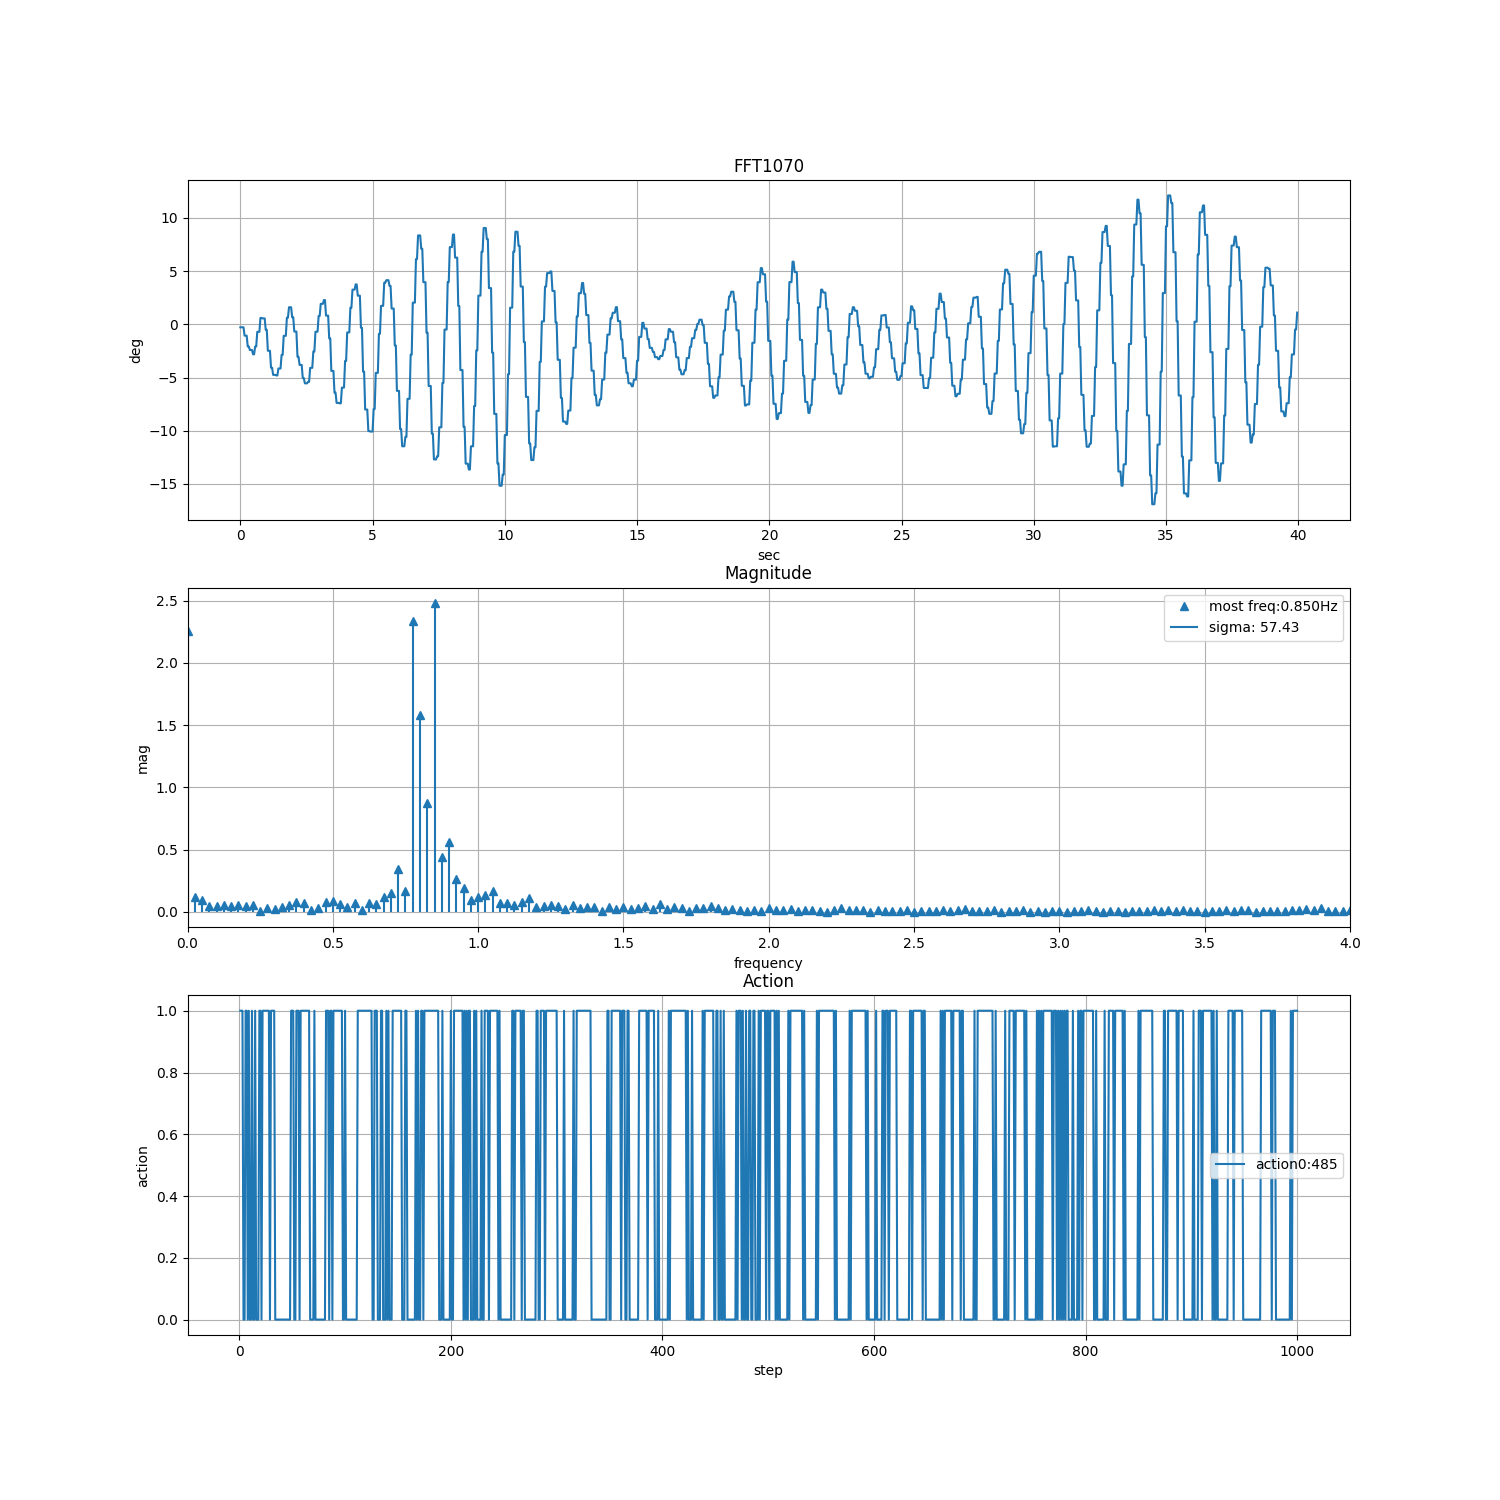 FFT1070
10
5
0
−5
−10
−15
deg
0 5 10 15 20 25 30 35 40
sec
Magnitude
2.5
2.0
1.5
1.0
0.5
0.0
mag
most freq:0.850Hz
sigma: 57.43
0.0 0.5 1.0 1.5 2.0 2.5 3.0 3.5 4.0
frequency
Action
1.0
0.8
0.6
0.4
0.2
0.0
action
action0:485
0 200 400 600 800 1000
step